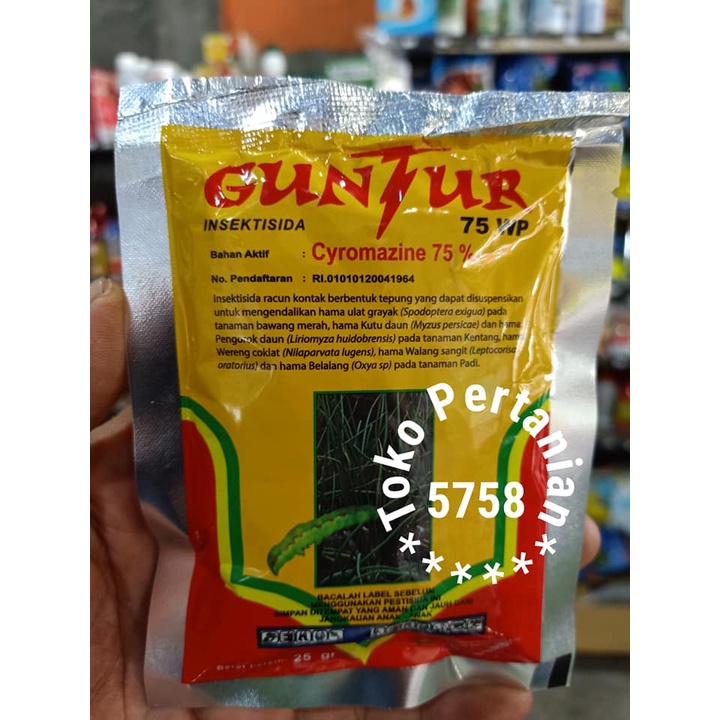 GUNTUR
INSEKTISIDA 75 WP
Bahan Aktif : Cyromazine 75 %
No. Pendaftaran : RI.01010120041964
Insektisida racun kontak berbentuk tepung yang dapat disuspensikan
untuk mengendalikan hama ulat grayak (Spodoptera exigua) pada
tanaman bawang merah, hama Kutu daun (Myzus persicae) dan hama
Pengorok daun (Liriomyza huidobrensis) pada tanaman Kentang, hama
Wereng coklat (Nilaparvata lugens), hama Walang sangit (Leptocorisa
oratorius) dan hama Belalang (Oxya sp) pada tanaman Padi.
*Toko Pertanian*
5758
******
BACALAH LABEL SEBELUM
MENGGUNAKAN PESTISIDA INI
SIMPAN DITEMPAT YANG AMAN DAN JAUH DARI
JANGKAUAN ANAK - ANAK
25 gr